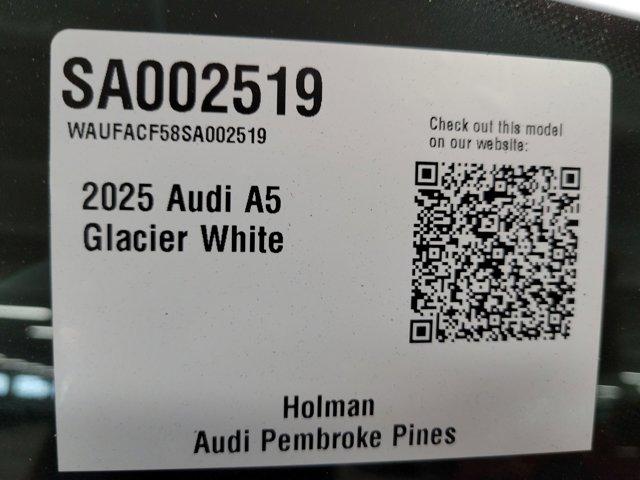 SA002519
WAUFACF58SA002519
Check out this model
on our website:
2025 Audi A5
Glacier White
Holman
Audi Pembroke Pines